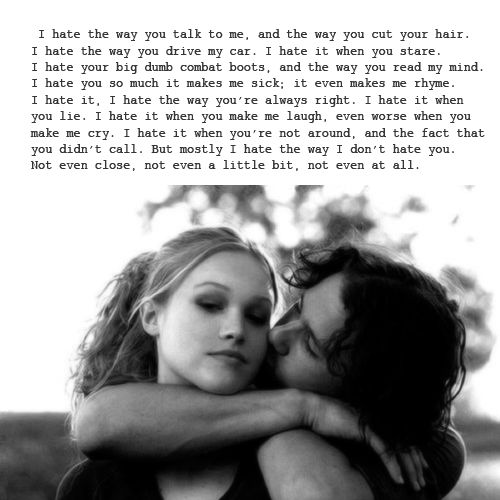 I hate the way you talk to me, and the way you cut your hair.
I hate the way you drive my car. I hate it when you stare.
I hate your big dumb combat boots, and the way you read my mind.
I hate you so much it makes me sick; it even makes me rhyme.
I hate it, I hate the way you're always right. I hate it when
you lie. I hate it when you make me laugh, even worse when you
make me cry. I hate it when you're not around, and the fact that
you didn't call. But mostly I hate the way I don't hate you.
Not even close, not even a little bit, not even at all.